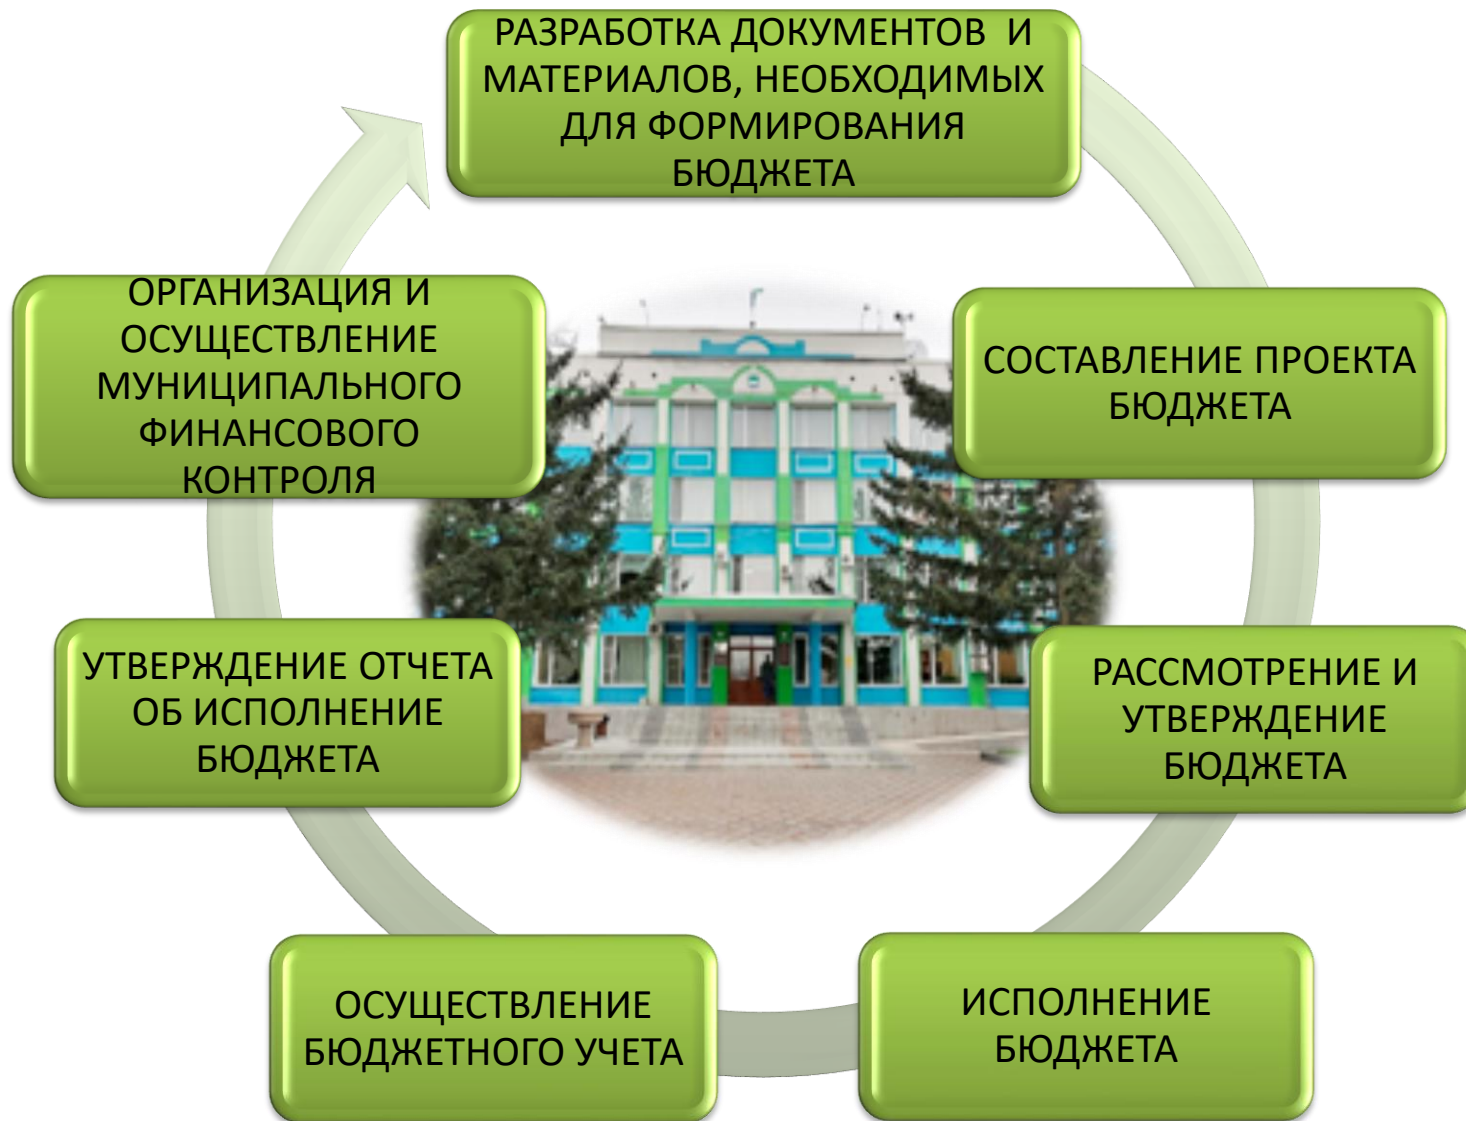 РАЗРАБОТКА ДОКУМЕНТОВ И
МАТЕРИАЛОВ, НЕОБХОДИМЫХ
ДЛЯ ФОРМИРОВАНИЯ
БЮДЖЕТА
СОСТАВЛЕНИЕ ПРОЕКТА
БЮДЖЕТА
РАССМОТРЕНИЕ И
УТВЕРЖДЕНИЕ
БЮДЖЕТА
ИСПОЛНЕНИЕ
БЮДЖЕТА
ОСУЩЕСТВЛЕНИЕ
БЮДЖЕТНОГО УЧЕТА
УТВЕРЖДЕНИЕ ОТЧЕТА
ОБ ИСПОЛНЕНИЕ
БЮДЖЕТА
ОРГАНИЗАЦИЯ И
ОСУЩЕСТВЛЕНИЕ
МУНИЦИПАЛЬНОГО
ФИНАНСОВОГО
КОНТРОЛЯ